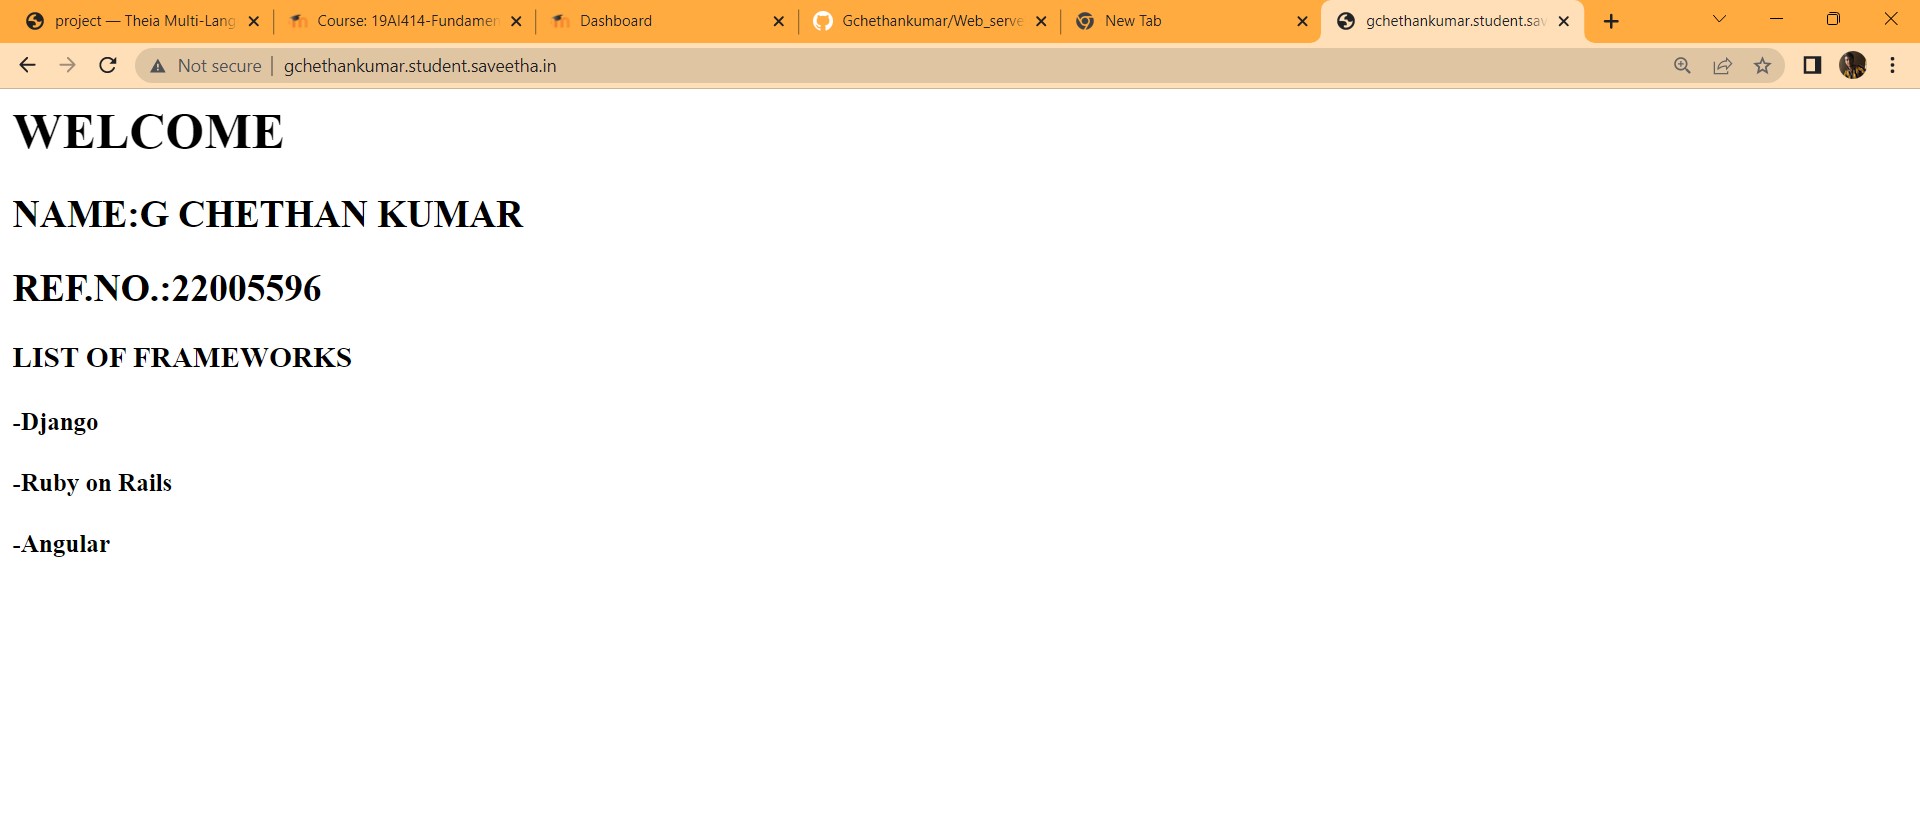 project — Theia Multi-Lang
Course: 19AI414-Fundamen
Dashboard
Gchethankumar/Web_serve
New Tab
gchethankumar.student.sav
Not secure
gchethankumar.student.saveetha.in
WELCOME
NAME:G CHETHAN KUMAR
REF.NO.:22005596
LIST OF FRAMEWORKS
-Django
-Ruby on Rails
-Angular